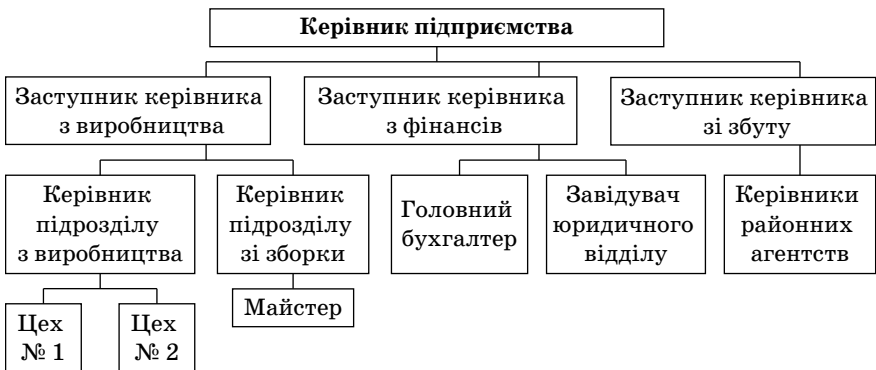 Керівник підприємства
Заступник керівника
з виробництва
Заступник керівника
з фінансів
Заступник керівника
зі збуту
Керівник
підрозділу
з виробництва
Керівник
підрозділу
зі зборки
Головний
бухгалтер
Завідувач
юридичного
відділу
Керівники
районних
агентств
Цех
№ 1
Цех
№ 2
Майстер